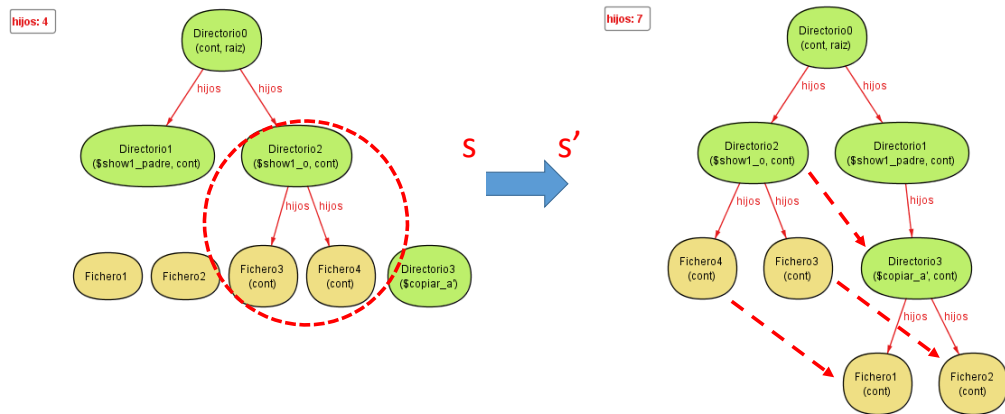 hijos: 4
Directorio0
(cont, raiz)
hijos
hijos
Directorio1
($show1_padre, cont)
Directorio2
($show1_o, cont)
hijos
hijos
Fichero1
Fichero2
Fichero3
(cont)
Fichero4
(cont)
Directorio3
($copiar_a')
S
S'
hijos: 7
Directorio0
(cont, raiz)
hijos
hijos
Directorio2
($show1_o, cont)
Directorio1
($show1_padre, cont)
hijos
hijos
hijos
Fichero4
(cont)
Fichero3
(cont)
Directorio3
($copiar_a', cont)
hijos
hijos
Fichero1
(cont)
Fichero2
(cont)